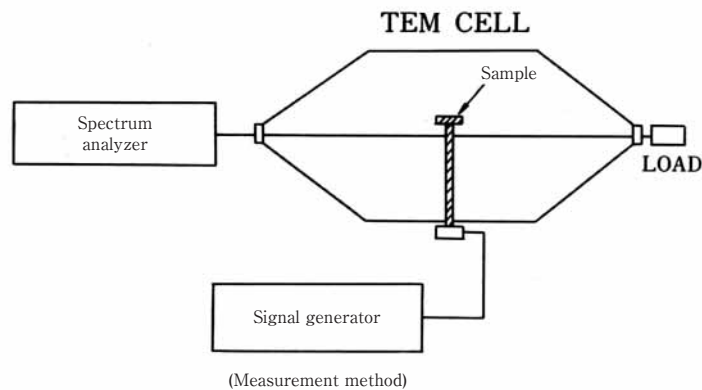 TEM CELL
Sample
Spectrum
analyzer
LOAD
Signal generator
(Measurement method)